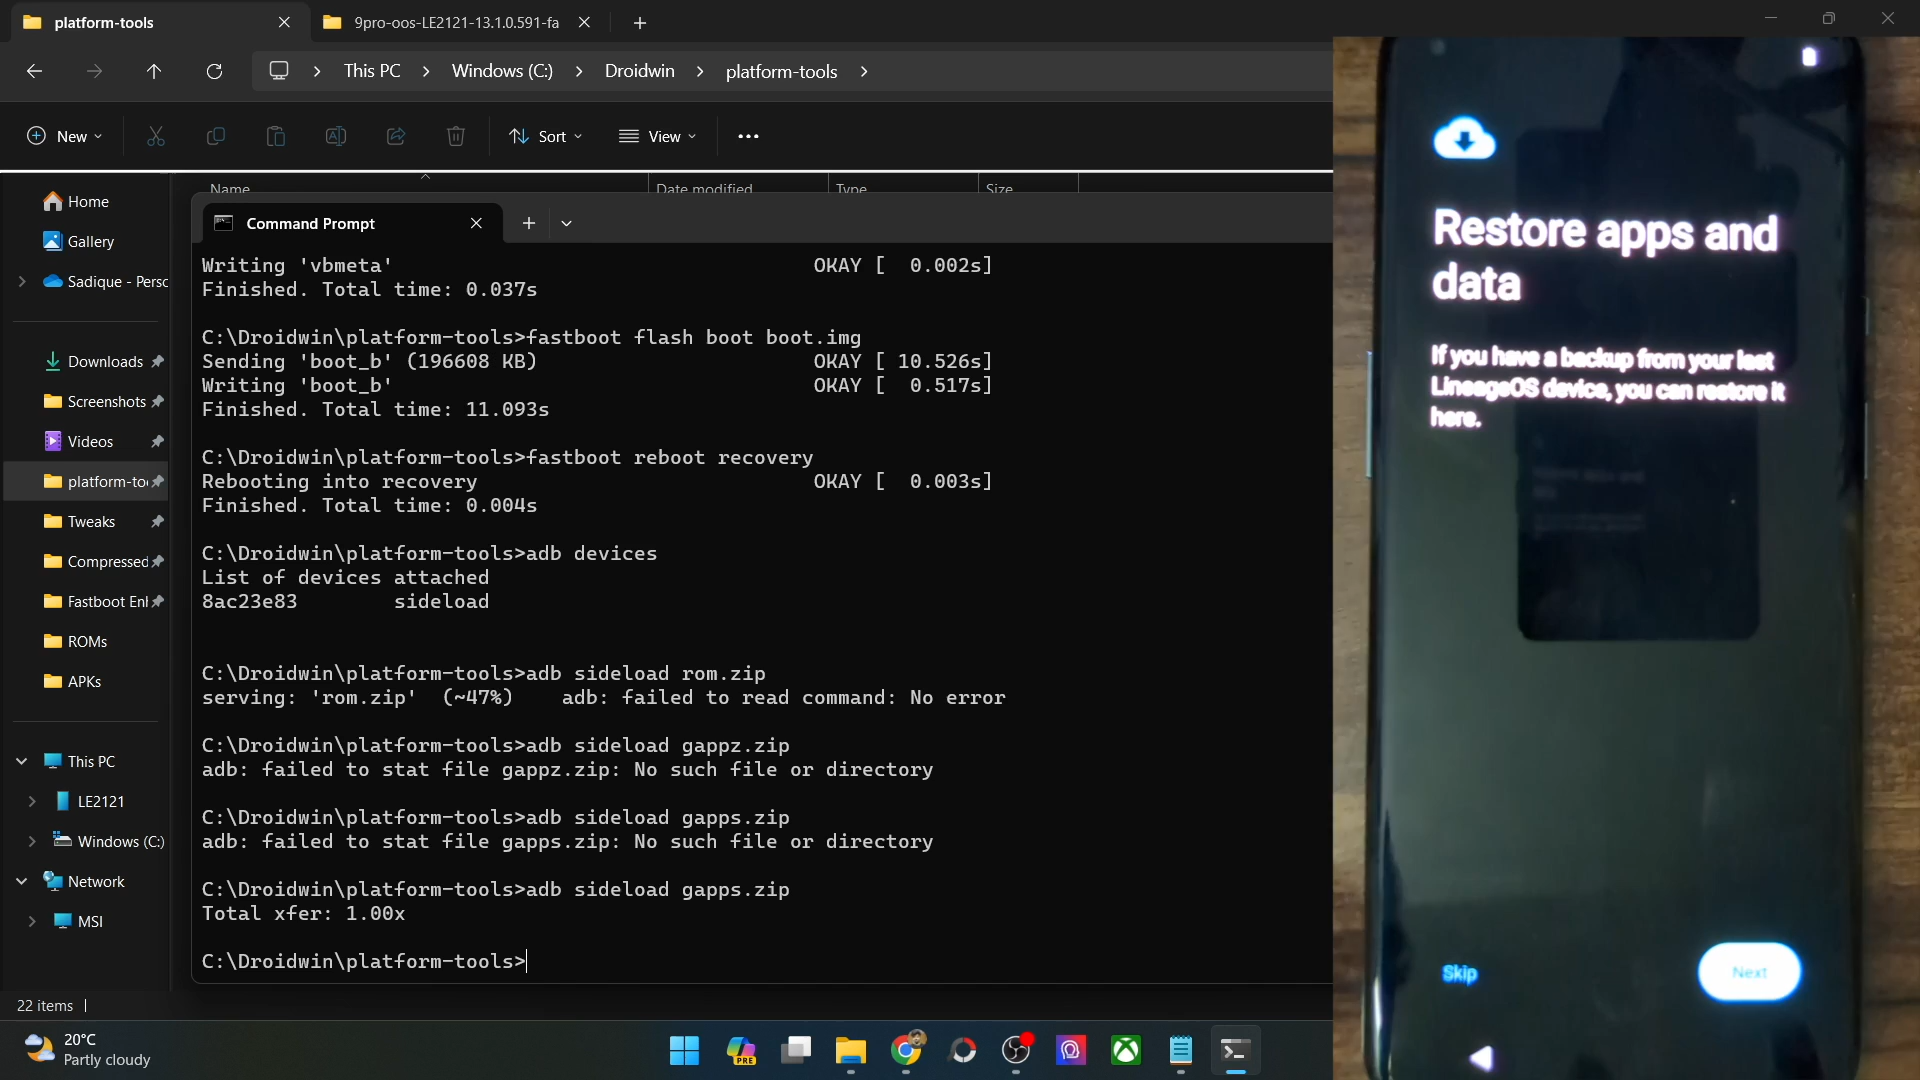 platform-tools
9pro-oos-LE2121-13.1.0.591-fa
This PC
Windows (C:)
Droidwin
platform-tools
New
Sort
View
Name
Date modified
Type
Size
Home
Gallery
Sadique - Persc
Downloads
Screenshots
Videos
platform-too
Tweaks
Compressed
Fastboot Enl
ROMs
APKs
This PC
LE2121
Windows (C:)
Network
MSI
22 items
Command Prompt
Writing 'vbmeta' OKAY [ 0.002s]
Finished. Total time: 0.037s
C:\Droidwin\platform-tools>fastboot flash boot boot.img
Sending 'boot_b' (196608 KB) OKAY [ 10.526s]
Writing 'boot_b' OKAY [ 0.517s]
Finished. Total time: 11.093s
C:\Droidwin\platform-tools>fastboot reboot recovery
Rebooting into recovery OKAY [ 0.003s]
Finished. Total time: 0.004s
C:\Droidwin\platform-tools>adb devices
List of devices attached
8ac23e83 sideload
C:\Droidwin\platform-tools>adb sideload rom.zip
serving: 'rom.zip' (~47%) adb: failed to read command: No error
C:\Droidwin\platform-tools>adb sideload gappz.zip
adb: failed to stat file gappz.zip: No such file or directory
C:\Droidwin\platform-tools>adb sideload gapps.zip
adb: failed to stat file gapps.zip: No such file or directory
C:\Droidwin\platform-tools>adb sideload gapps.zip
Total xfer: 1.00x
C:\Droidwin\platform-tools>
Restore apps and
data
If you have a backup from your last
LineageOS device, you can restore it
here.
Skip
Next
20°C
Partly cloudy
PRE